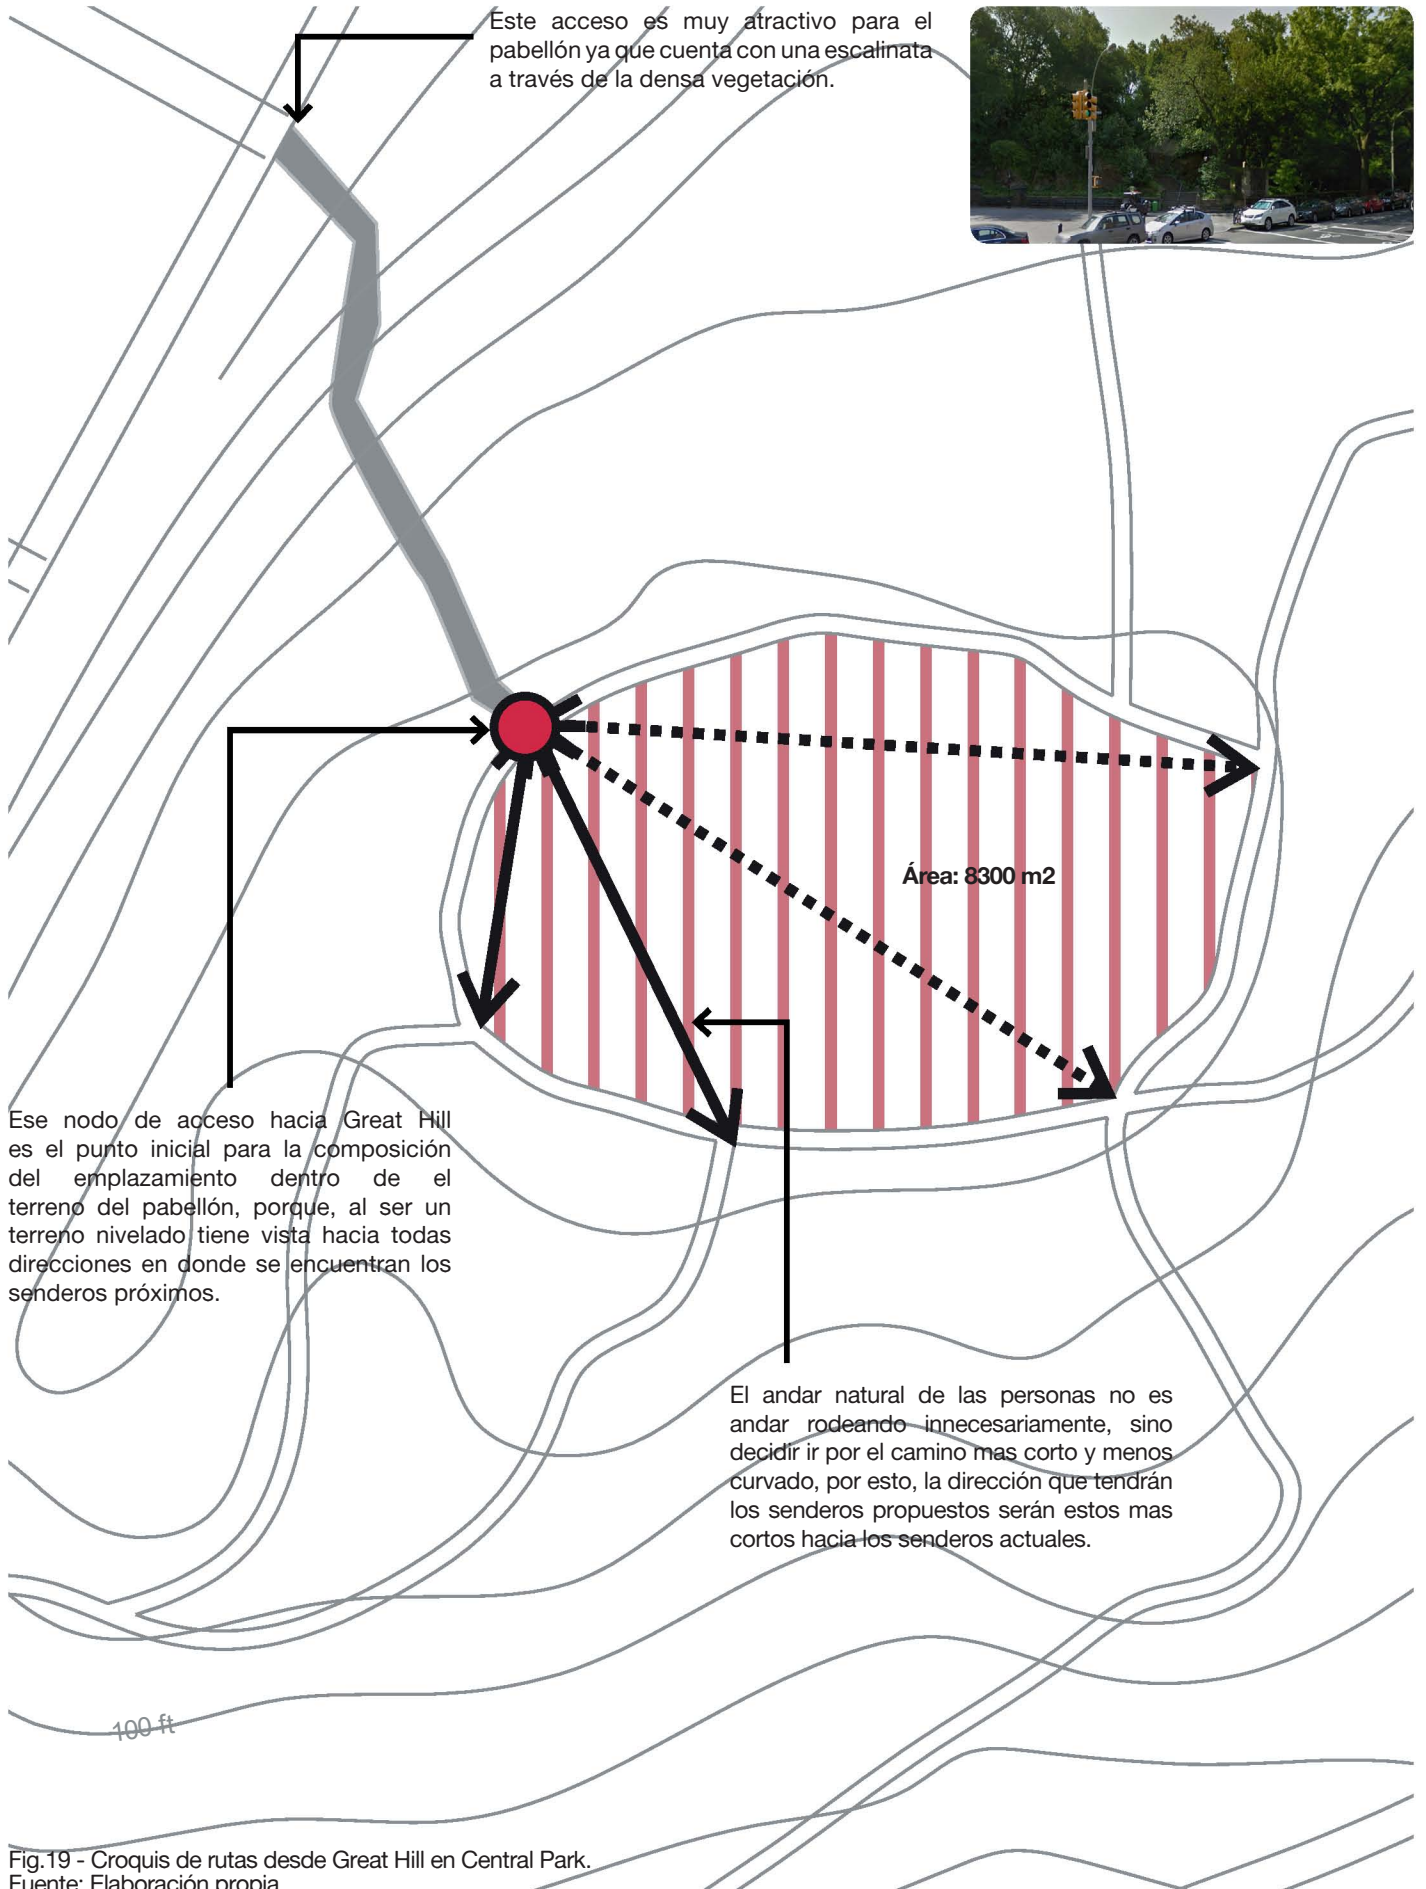 Este acceso es muy atractivo para el
pabellón ya que cuenta con una escalinata
a través de la densa vegetación.
Área: 8300 m2
Ese nodo de acceso hacia Great Hill
es el punto inicial para la composición
del emplazamiento dentro de el
terreno del pabellón, porque, al ser un
terreno nivelado tiene vista hacia todas
direcciones en donde se encuentran los
senderos próximos.
El andar natural de las personas no es
andar rodeando innecesariamente, sino
decidir ir por el camino mas corto y menos
curvado, por esto, la dirección que tendrán
los senderos propuestos serán estos mas
cortos hacia los senderos actuales.
100 ft
Fig.19 - Croquis de rutas desde Great Hill en Central Park.
Fuente: Elaboración propia